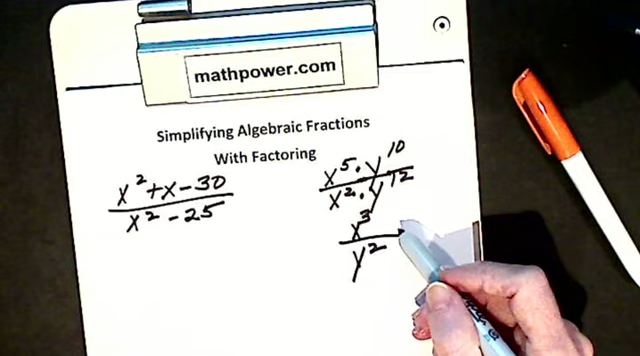 mathpower.com
Simplifying Algebraic Fractions
With Factoring
x² + x - 30
x² - 25
x⁵ · y¹⁰
x² · y¹²
x³
y²